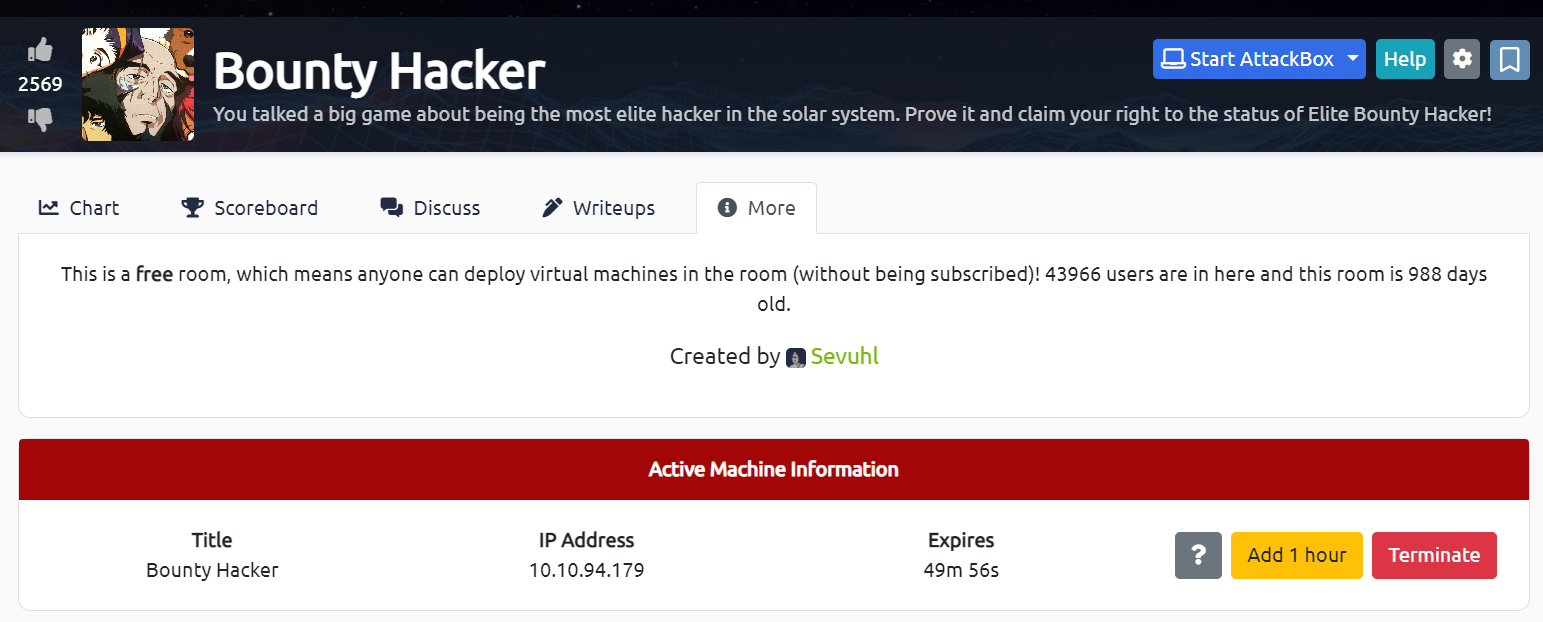 2569
Bounty Hacker
You talked a big game about being the most elite hacker in the solar system. Prove it and claim your right to the status of Elite Bounty Hacker!
Start AttackBox
Help
Chart
Scoreboard
Discuss
Writeups
More
This is a free room, which means anyone can deploy virtual machines in the room (without being subscribed)! 43966 users are in here and this room is 988 days
old.
Created by Sevuhl
Active Machine Information
Title
Bounty Hacker
IP Address
10.10.94.179
Expires
49m 56s
?
Add 1 hour
Terminate